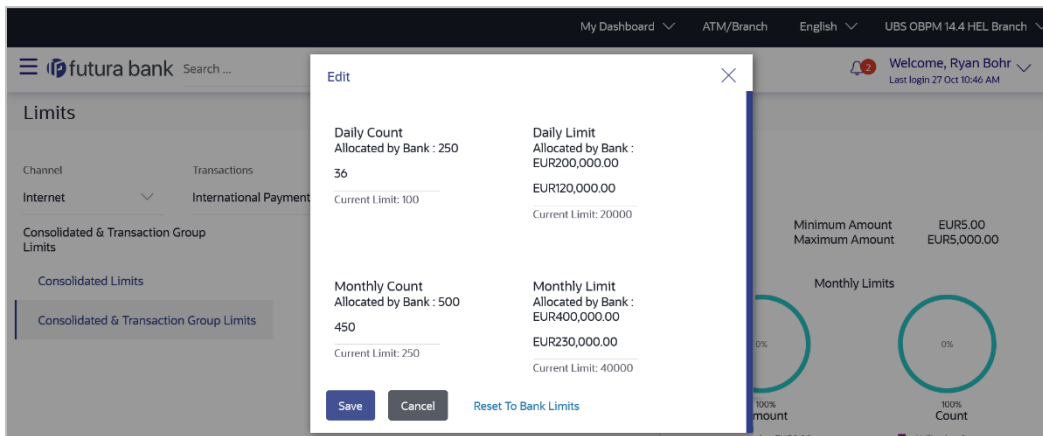 My Dashboard ATM/Branch English UBS OBPM 14.4 HEL Branch
futura bank Search ... 2 Welcome, Ryan Bohr
Last login 27 Oct 10:46 AM
Limits
Channel Transactions
Internet International Payment
Consolidated & Transaction Group
Limits
Consolidated Limits
Consolidated & Transaction Group Limits
Edit
Daily Count
Allocated by Bank : 250
36
Current Limit: 100
Daily Limit
Allocated by Bank :
EUR200,000.00
EUR120,000.00
Current Limit: 20000
Monthly Count
Allocated by Bank : 500
450
Current Limit: 250
Monthly Limit
Allocated by Bank :
EUR400,000.00
EUR230,000.00
Current Limit: 40000
Save Cancel Reset To Bank Limits
Minimum Amount EUR5.00
Maximum Amount EUR5,000.00
Monthly Limits
0% 0%
100% 100%
mount Count